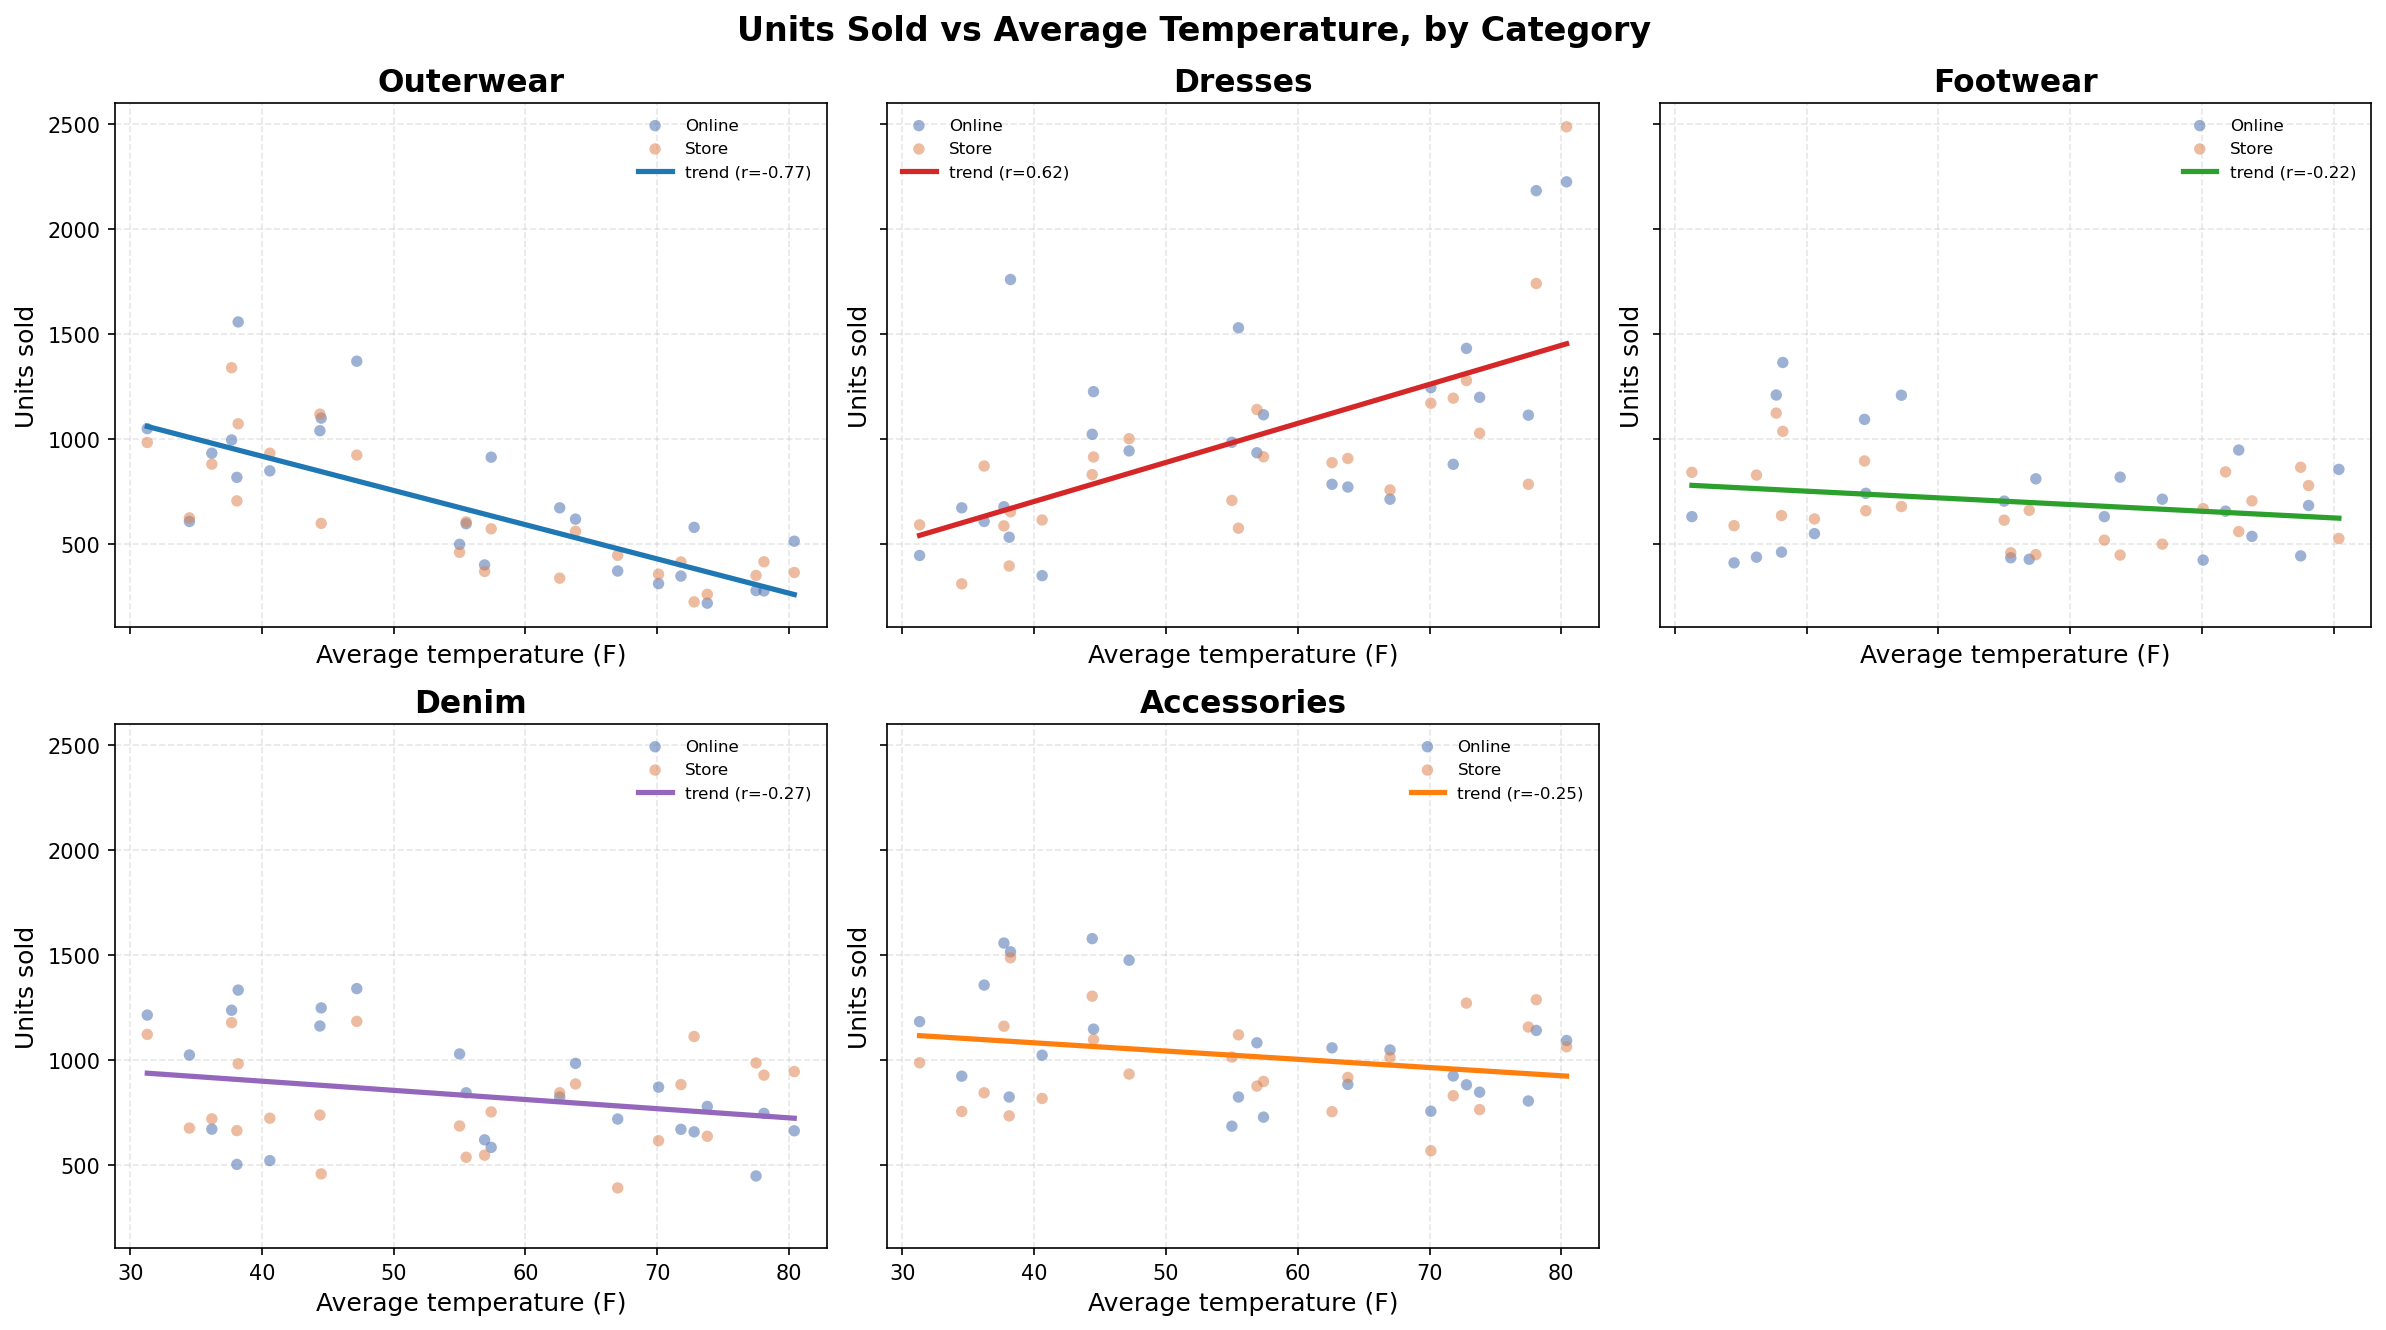 Units Sold vs Average Temperature, by Category
Outerwear
Online
Store
trend (r=-0.77)
2500
2000
1500
1000
500
Units sold
Average temperature (F)
Dresses
Online
Store
trend (r=0.62)
Units sold
Average temperature (F)
Footwear
Online
Store
trend (r=-0.22)
Units sold
Average temperature (F)
Denim
Online
Store
trend (r=-0.27)
2500
2000
1500
1000
500
Units sold
30 40 50 60 70 80
Average temperature (F)
Accessories
Online
Store
trend (r=-0.25)
Units sold
30 40 50 60 70 80
Average temperature (F)